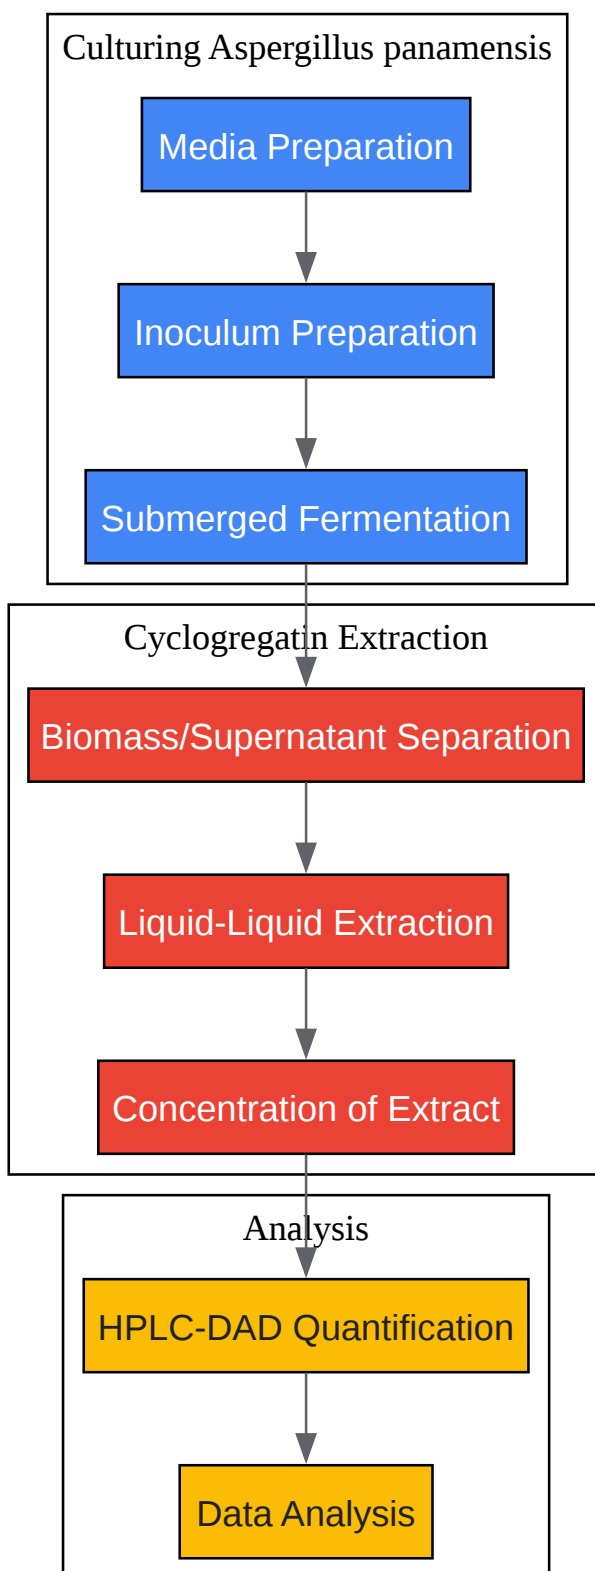 Culturing Aspergillus panamensis
Media Preparation
Inoculum Preparation
Submerged Fermentation
Cyclogregatin Extraction
Biomass/Supernatant Separation
Liquid-Liquid Extraction
Concentration of Extract
Analysis
HPLC-DAD Quantification
Data Analysis